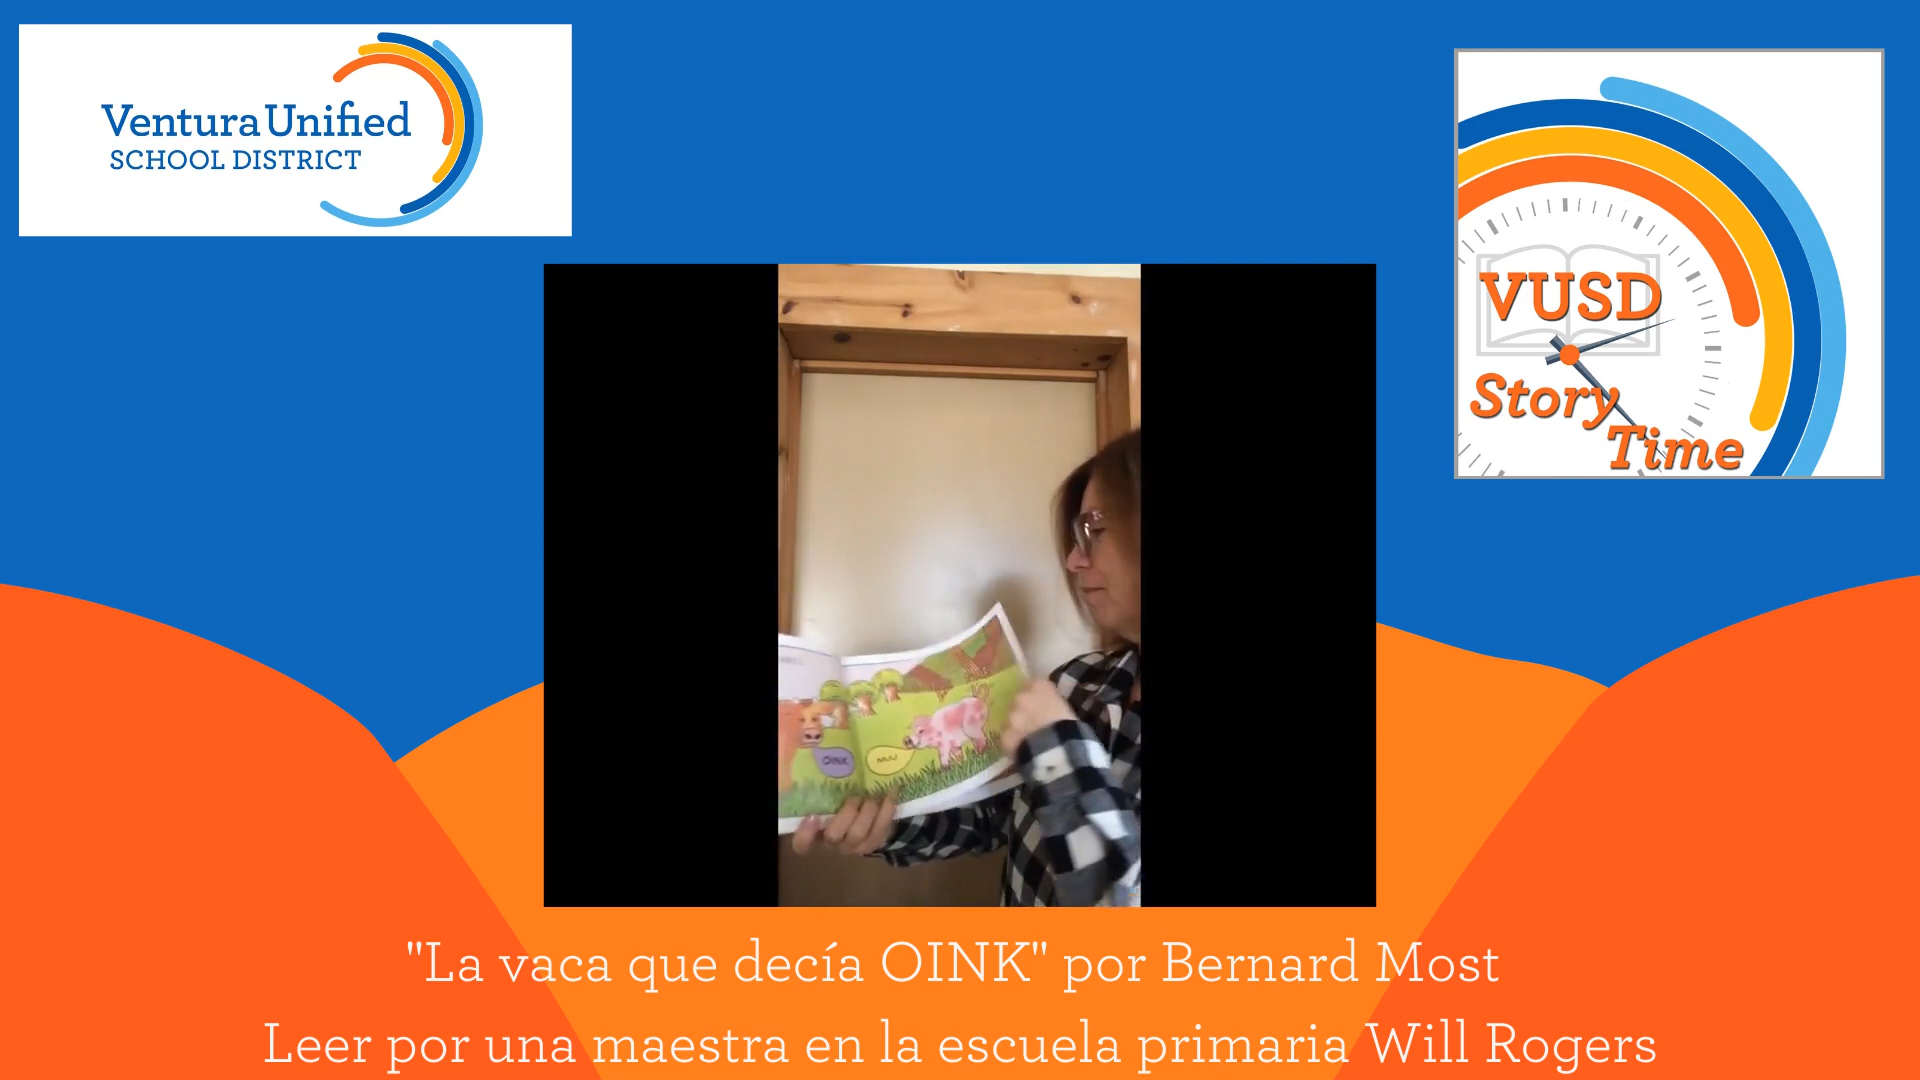 Ventura Unified
SCHOOL DISTRICT
VUSD
Story
Time
OINK
MUU
"La vaca que decía OINK" por Bernard Most
Leer por una maestra en la escuela primaria Will Rogers